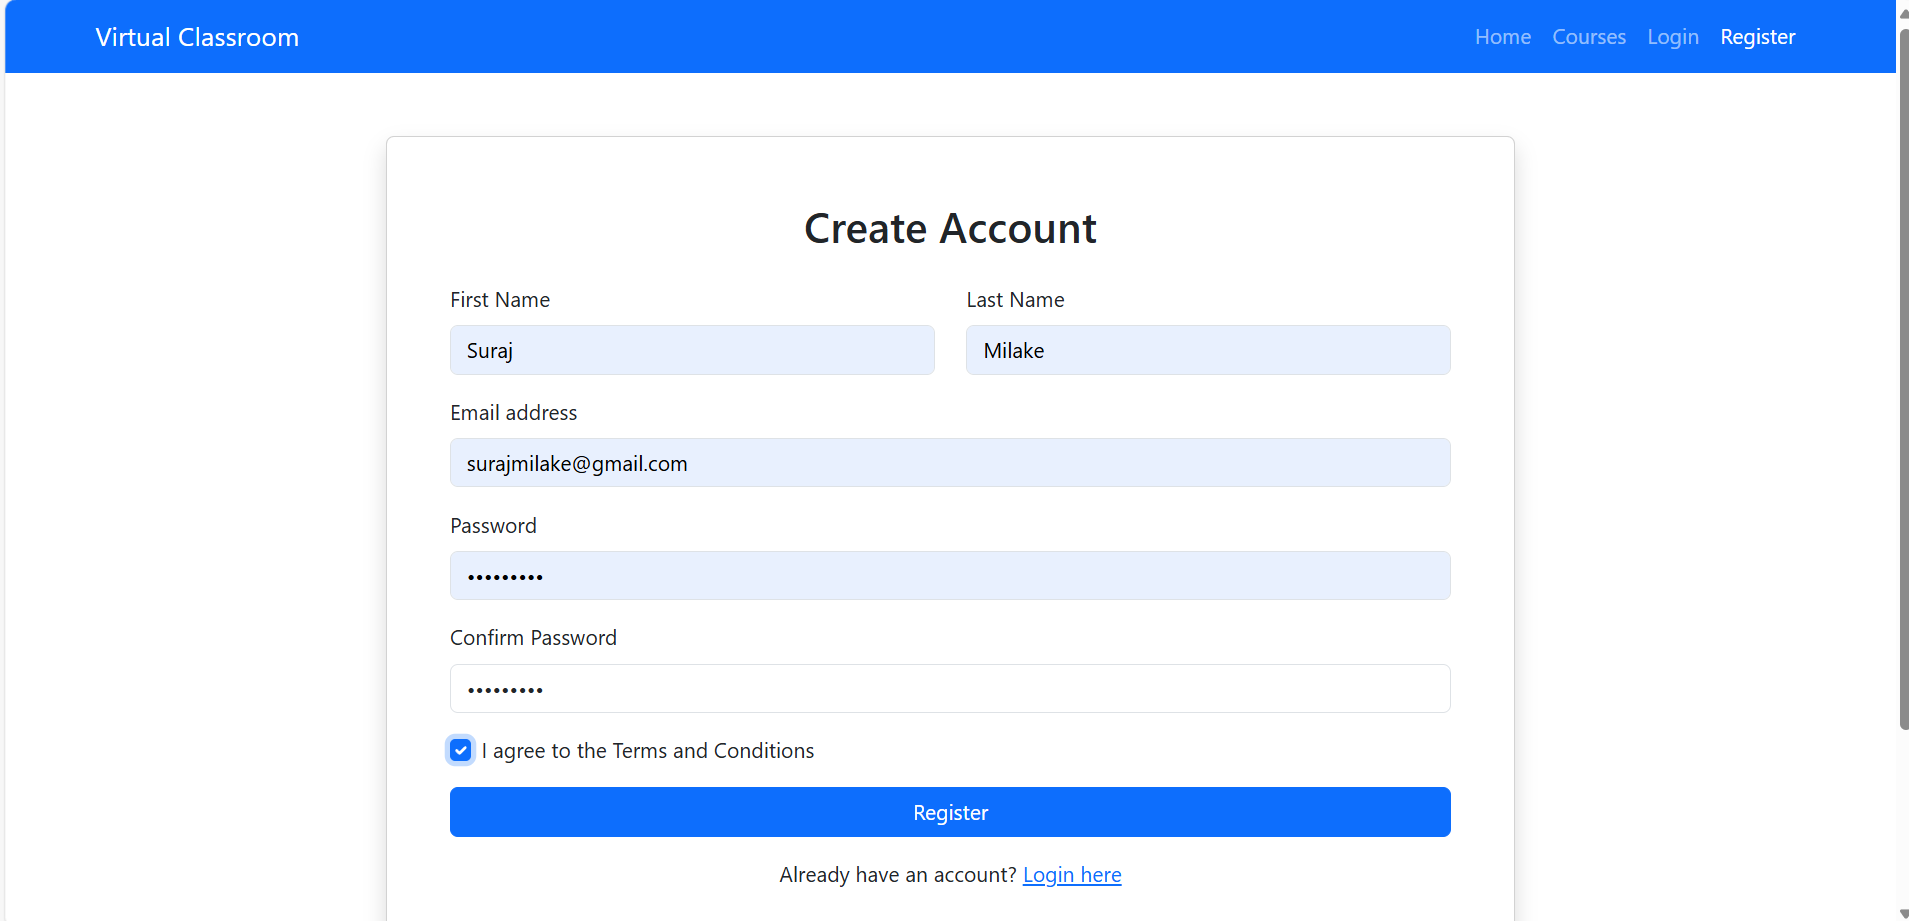 Virtual Classroom
Home Courses Login Register
Create Account
First Name Last Name
Suraj Milake
Email address
surajmilake@gmail.com
Password
•••••••••
Confirm Password
•••••••••
I agree to the Terms and Conditions
Register
Already have an account? Login here